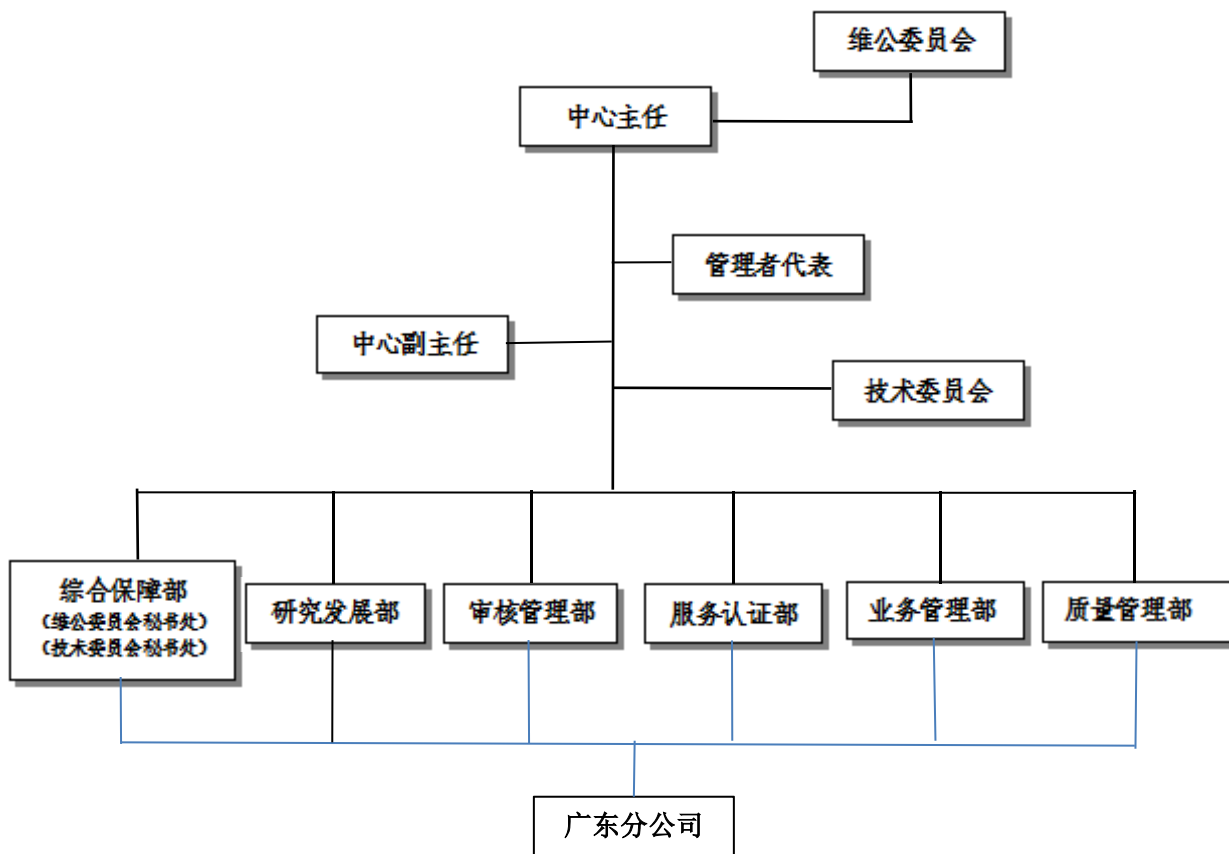 维公委员会
中心主任
管理者代表
中心副主任
技术委员会
综合保障部
（维公委员会秘书处）
（技术委员会秘书处）
研究发展部
审核管理部
服务认证部
业务管理部
质量管理部
广东分公司